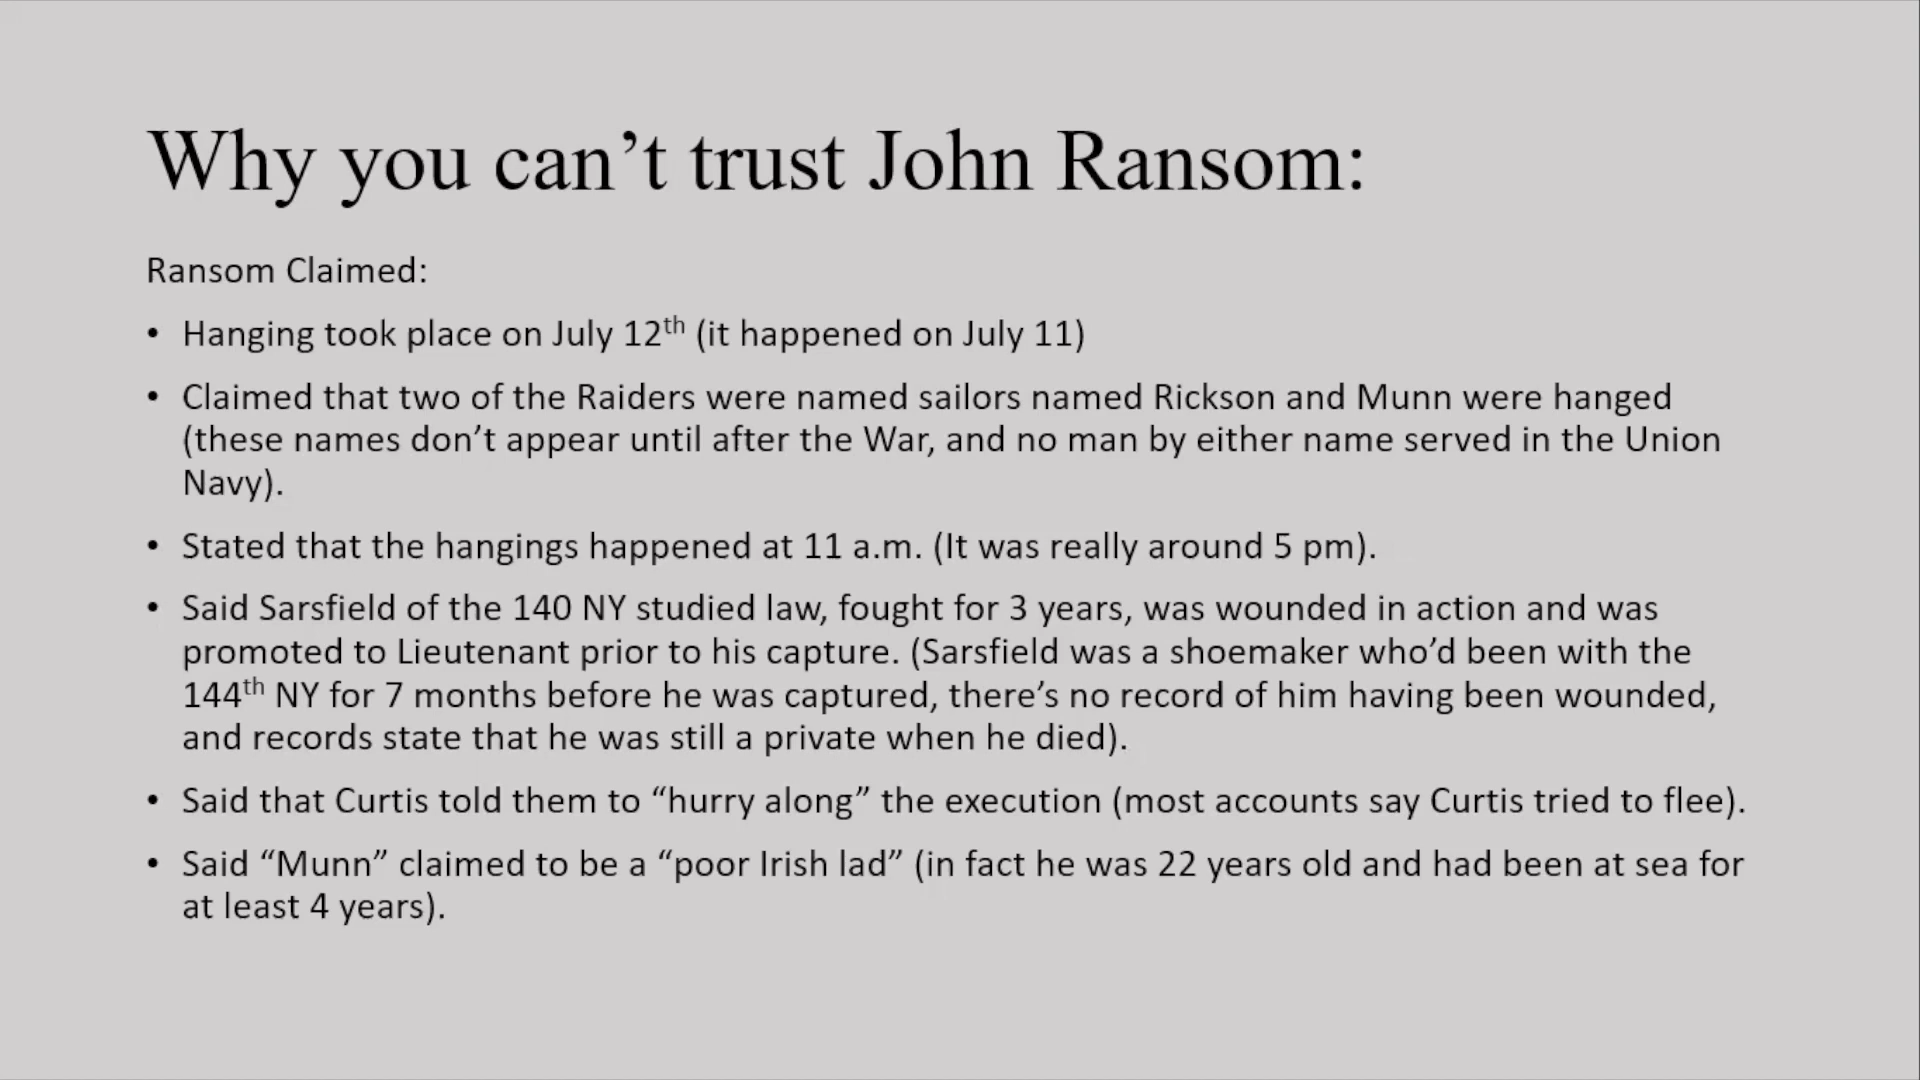 Why you can’t trust John Ransom:
Ransom Claimed:
• Hanging took place on July 12th (it happened on July 11)
• Claimed that two of the Raiders were named sailors named Rickson and Munn were hanged
(these names don’t appear until after the War, and no man by either name served in the Union
Navy).
• Stated that the hangings happened at 11 a.m. (It was really around 5 pm).
• Said Sarsfield of the 140 NY studied law, fought for 3 years, was wounded in action and was
promoted to Lieutenant prior to his capture. (Sarsfield was a shoemaker who’d been with the
144th NY for 7 months before he was captured, there’s no record of him having been wounded,
and records state that he was still a private when he died).
• Said that Curtis told them to “hurry along” the execution (most accounts say Curtis tried to flee).
• Said “Munn” claimed to be a “poor Irish lad” (in fact he was 22 years old and had been at sea for
at least 4 years).